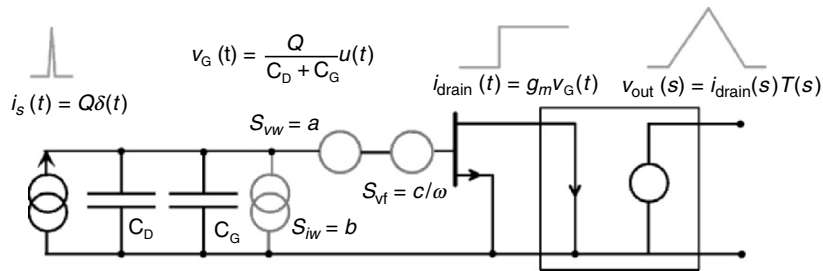 v_G (t) = Q / (C_D + C_G) u(t)
i_s (t) = Qδ(t)
i_drain (t) = g_m v_G(t)
v_out (s) = i_drain(s)T(s)
S_vw = a
S_vf = c/ω
C_D
C_G
S_iw = b